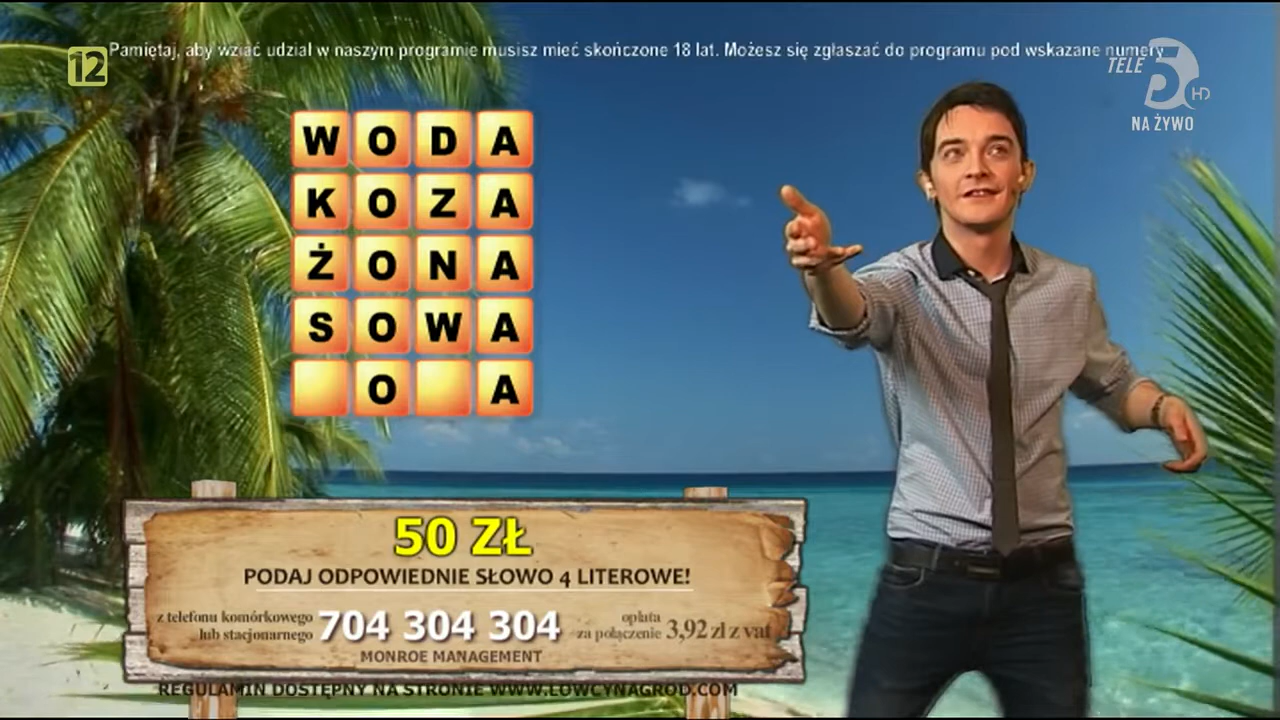 Pamiętaj, aby wziać udzial w naszym programie musisz mieć skończone 18 lat. Możesz się zgłaszać do programu pod wskazane numery
12
TELE 5 HD
NA ŻYWO
W O D A
K O Z A
Ż O N A
S O W A
O A
50 ZŁ
PODAJ ODPOWIEDNIE SŁOWO 4 LITEROWE!
z telefonu komórkowego
lub stacjonarnego
704 304 304
opłata
za połączenie 3,92 zł z vat
MONROE MANAGEMENT
REGULAMIN DOSTĘPNY NA STRONIE WWW.LOWCYNAGROD.COM